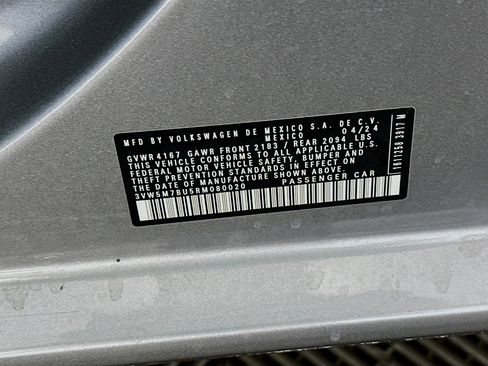 MFD BY VOLKSWAGEN DE MEXICO S.A. DE C.V.
MEXICO 04/24
GVWR 4167 GAWR FRONT 2183 / REAR 2094 LBS
THIS VEHICLE CONFORMS TO ALL APPLICABLE
FEDERAL MOTOR VEHICLE SAFETY, BUMPER AND
THEFT PREVENTION STANDARDS IN EFFECT ON
THE DATE OF MANUFACTURE SHOWN ABOVE.
3VW5M7BU5RM080020 PASSENGER CAR
16111258 3917 M